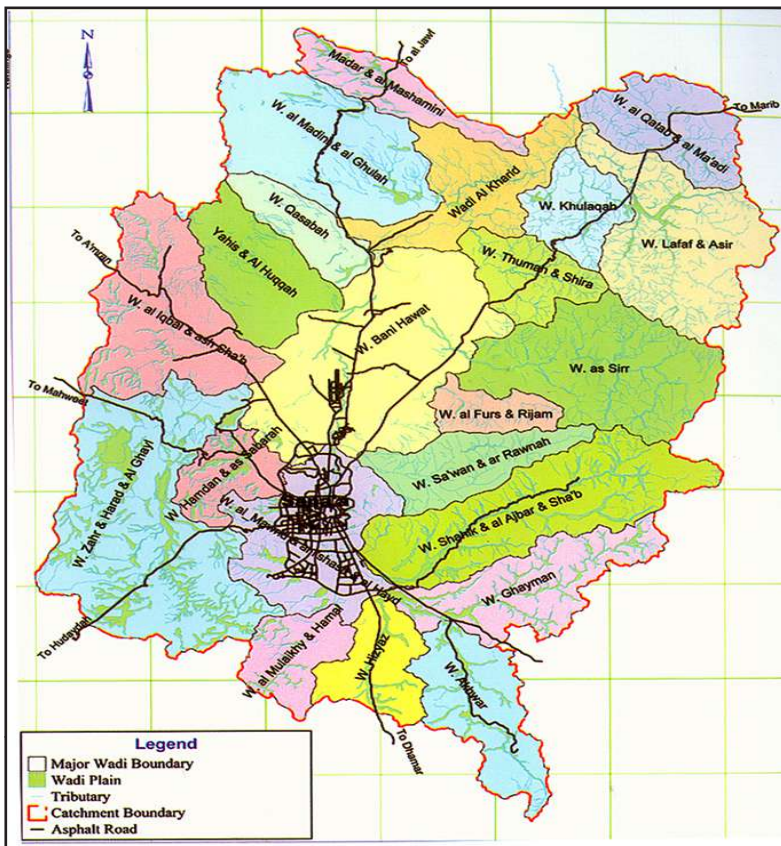 N
To al Jawf
Madar & al Mashamini
W. al Qatab & al Ma'adi
To Marib
W. al Madini & al Ghulah
Wadi Al Kharid
W. Khulaqah
W. Qasabah
W. Lafaf & Asir
Yahis & Al Huqqah
W. Thumah & Shira
To A'mran
W. al Iqbal & ash Sha'b
W. Bani Hawat
W. as Sirr
To Mahweet
W. al Furs & Rijam
W. Hamdan & as Sabarah
W. Sa'wan & ar Rawnah
W. Zahr & Harad & Al Ghayl
W. Shahik & al Ajbar & Sha'b
W. al
Hayd
W. Ghayman
To Hudaydah
W. al Mulaikhy & Hamal
W. Hizyaz
W. Akhwar
To Dhamar
Legend
Major Wadi Boundary
Wadi Plain
Tributary
Catchment Boundary
Asphalt Road